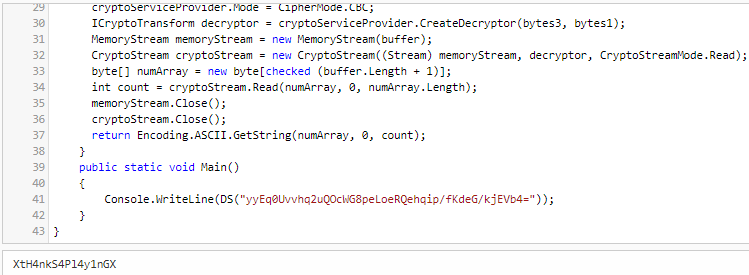 29 cryptoServiceProvider.Mode = CipherMode.CBC;
30 ICryptoTransform decryptor = cryptoServiceProvider.CreateDecryptor(bytes3, bytes1);
31 MemoryStream memoryStream = new MemoryStream(buffer);
32 CryptoStream cryptoStream = new CryptoStream((Stream) memoryStream, decryptor, CryptoStreamMode.Read);
33 byte[] numArray = new byte[checked (buffer.Length + 1)];
34 int count = cryptoStream.Read(numArray, 0, numArray.Length);
35 memoryStream.Close();
36 cryptoStream.Close();
37 return Encoding.ASCII.GetString(numArray, 0, count);
38 }
39 public static void Main()
40 {
41 Console.WriteLine(DS("yyEq0Uvvhq2uQOcWG8peLoeRQehqip/fKdeG/kjEVb4="));
42 }
43 }
XtH4nkS4Pl4y1nGX